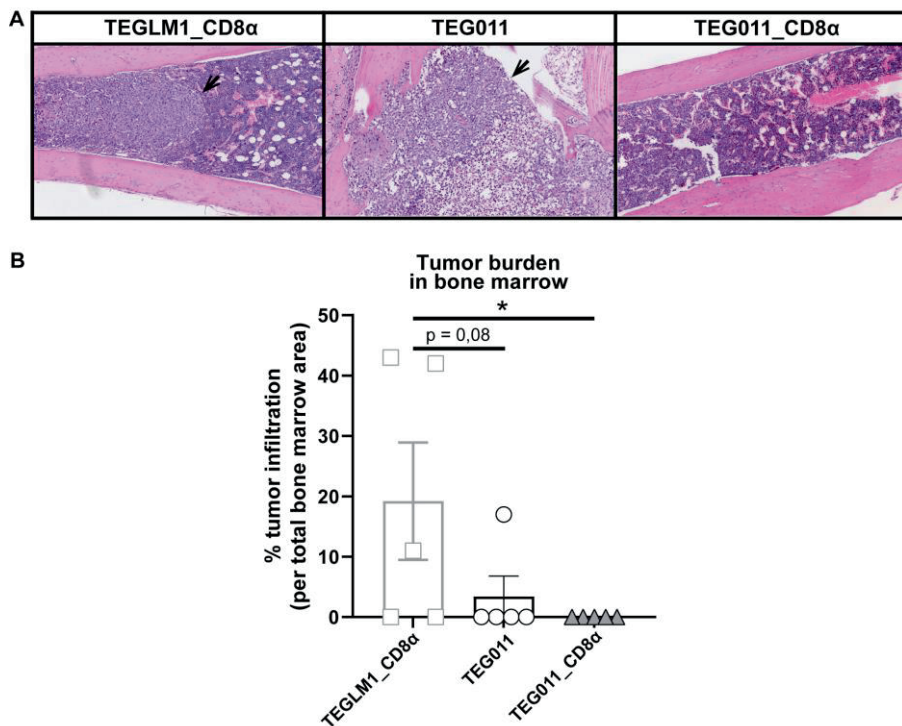 A
TEGLM1_CD8α
TEG011
TEG011_CD8α
B
Tumor burden
in bone marrow
*
p = 0,08
% tumor infiltration
(per total bone marrow area)
50
40
30
20
10
0
TEGLM1_CD8α
TEG011
TEG011_CD8α